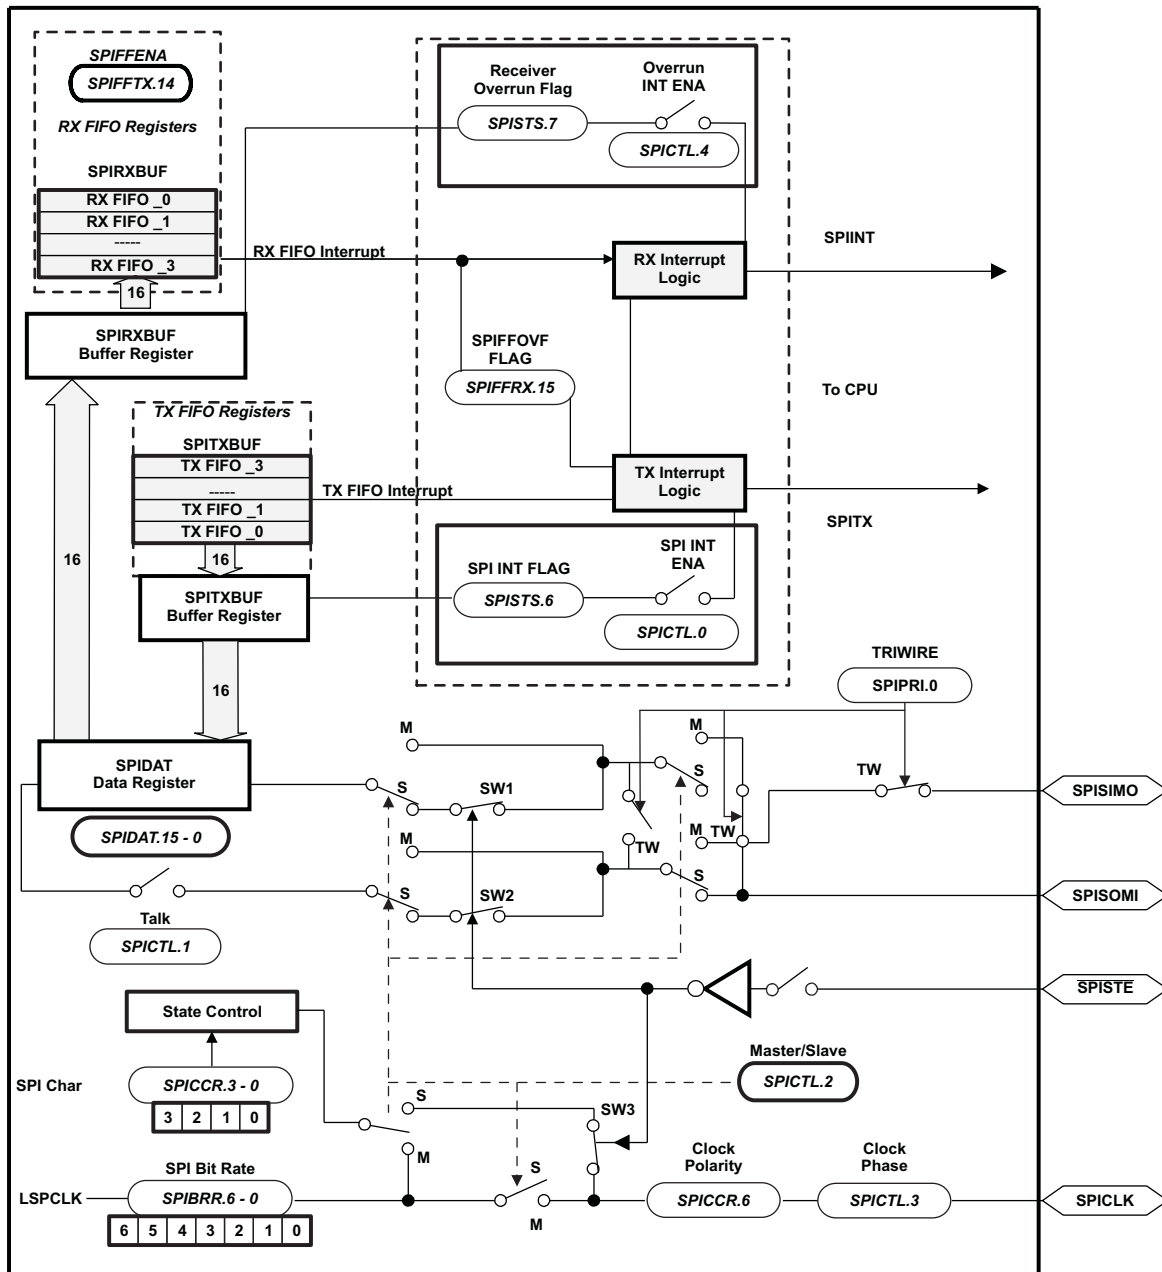 SPIFFENA
SPIFFTX.14
RX FIFO Registers
SPIRXBUF
RX FIFO _0
RX FIFO _1
-----
RX FIFO _3
16
SPIRXBUF
Buffer Register
Receiver
Overrun Flag
SPISTS.7
Overrun
INT ENA
SPICTL.4
RX FIFO Interrupt
RX Interrupt
Logic
SPIINT
SPIFFOVF
FLAG
SPIFFRX.15
To CPU
TX FIFO Registers
SPITXBUF
TX FIFO _3
-----
TX FIFO _1
TX FIFO _0
16
TX FIFO Interrupt
TX Interrupt
Logic
SPITX
16
SPITXBUF
Buffer Register
SPI INT FLAG
SPISTS.6
SPI INT
ENA
SPICTL.0
16
TRIWIRE
SPIPRI.0
SPIDAT
Data Register
SPIDAT.15 - 0
M
S
SW1
M
S
SW2
TW
M
S
M
TW
S
TW
SPISIMO
SPISOMI
Talk
SPICTL.1
SPISTE
State Control
Master/Slave
SPICTL.2
SPI Char
SPICCR.3 - 0
3 2 1 0
S
M
SW3
SPI Bit Rate
LSPCLK
SPIBRR.6 - 0
6 5 4 3 2 1 0
S
M
Clock
Polarity
SPICCR.6
Clock
Phase
SPICTL.3
SPICLK